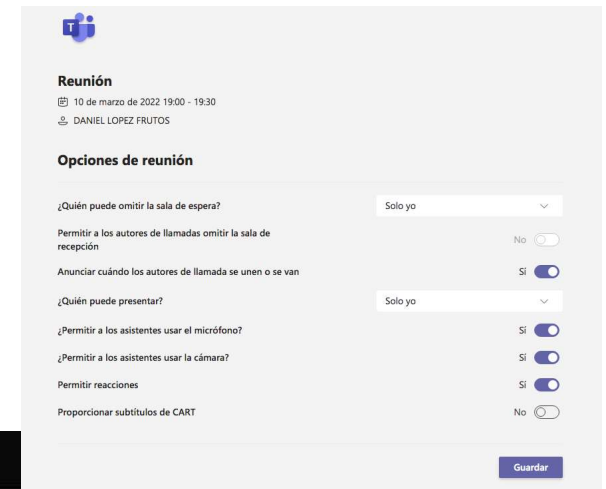 T
Reunión
10 de marzo de 2022 19:00 - 19:30
DANIEL LOPEZ FRUTOS
Opciones de reunión
¿Quién puede omitir la sala de espera? Solo yo
Permitir a los autores de llamadas omitir la sala de
recepción No
Anunciar cuándo los autores de llamada se unen o se van Sí
¿Quién puede presentar? Solo yo
¿Permitir a los asistentes usar el micrófono? Sí
¿Permitir a los asistentes usar la cámara? Sí
Permitir reacciones Sí
Proporcionar subtítulos de CART No
Guardar